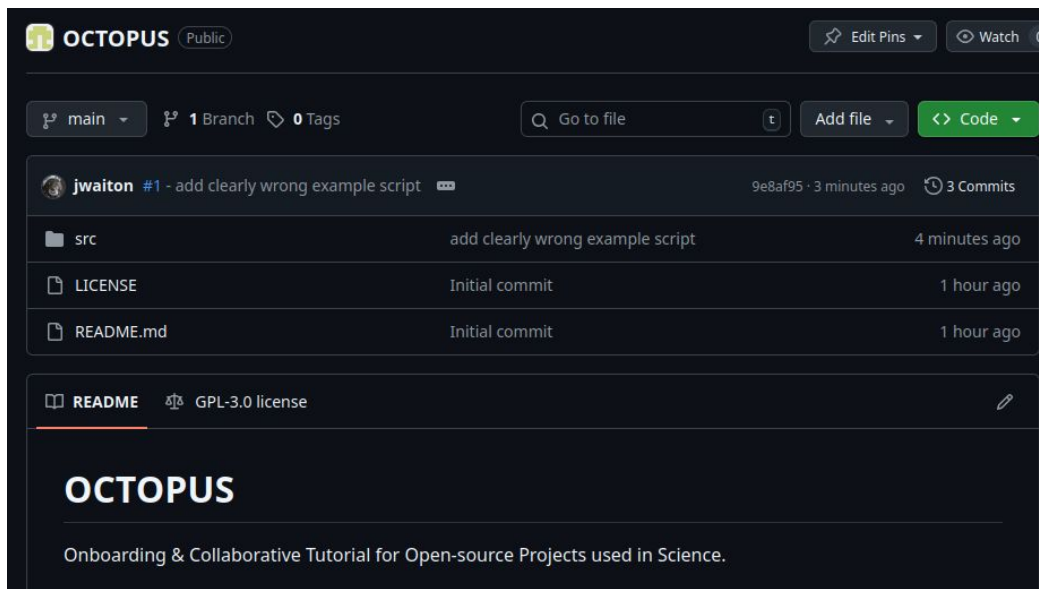 OCTOPUS Public Edit Pins Watch
main 1 Branch 0 Tags Go to file t Add file Code
jwaiton #1 - add clearly wrong example script 9e8af95 · 3 minutes ago 3 Commits
src add clearly wrong example script 4 minutes ago
LICENSE Initial commit 1 hour ago
README.md Initial commit 1 hour ago
README GPL-3.0 license
OCTOPUS
Onboarding & Collaborative Tutorial for Open-source Projects used in Science.